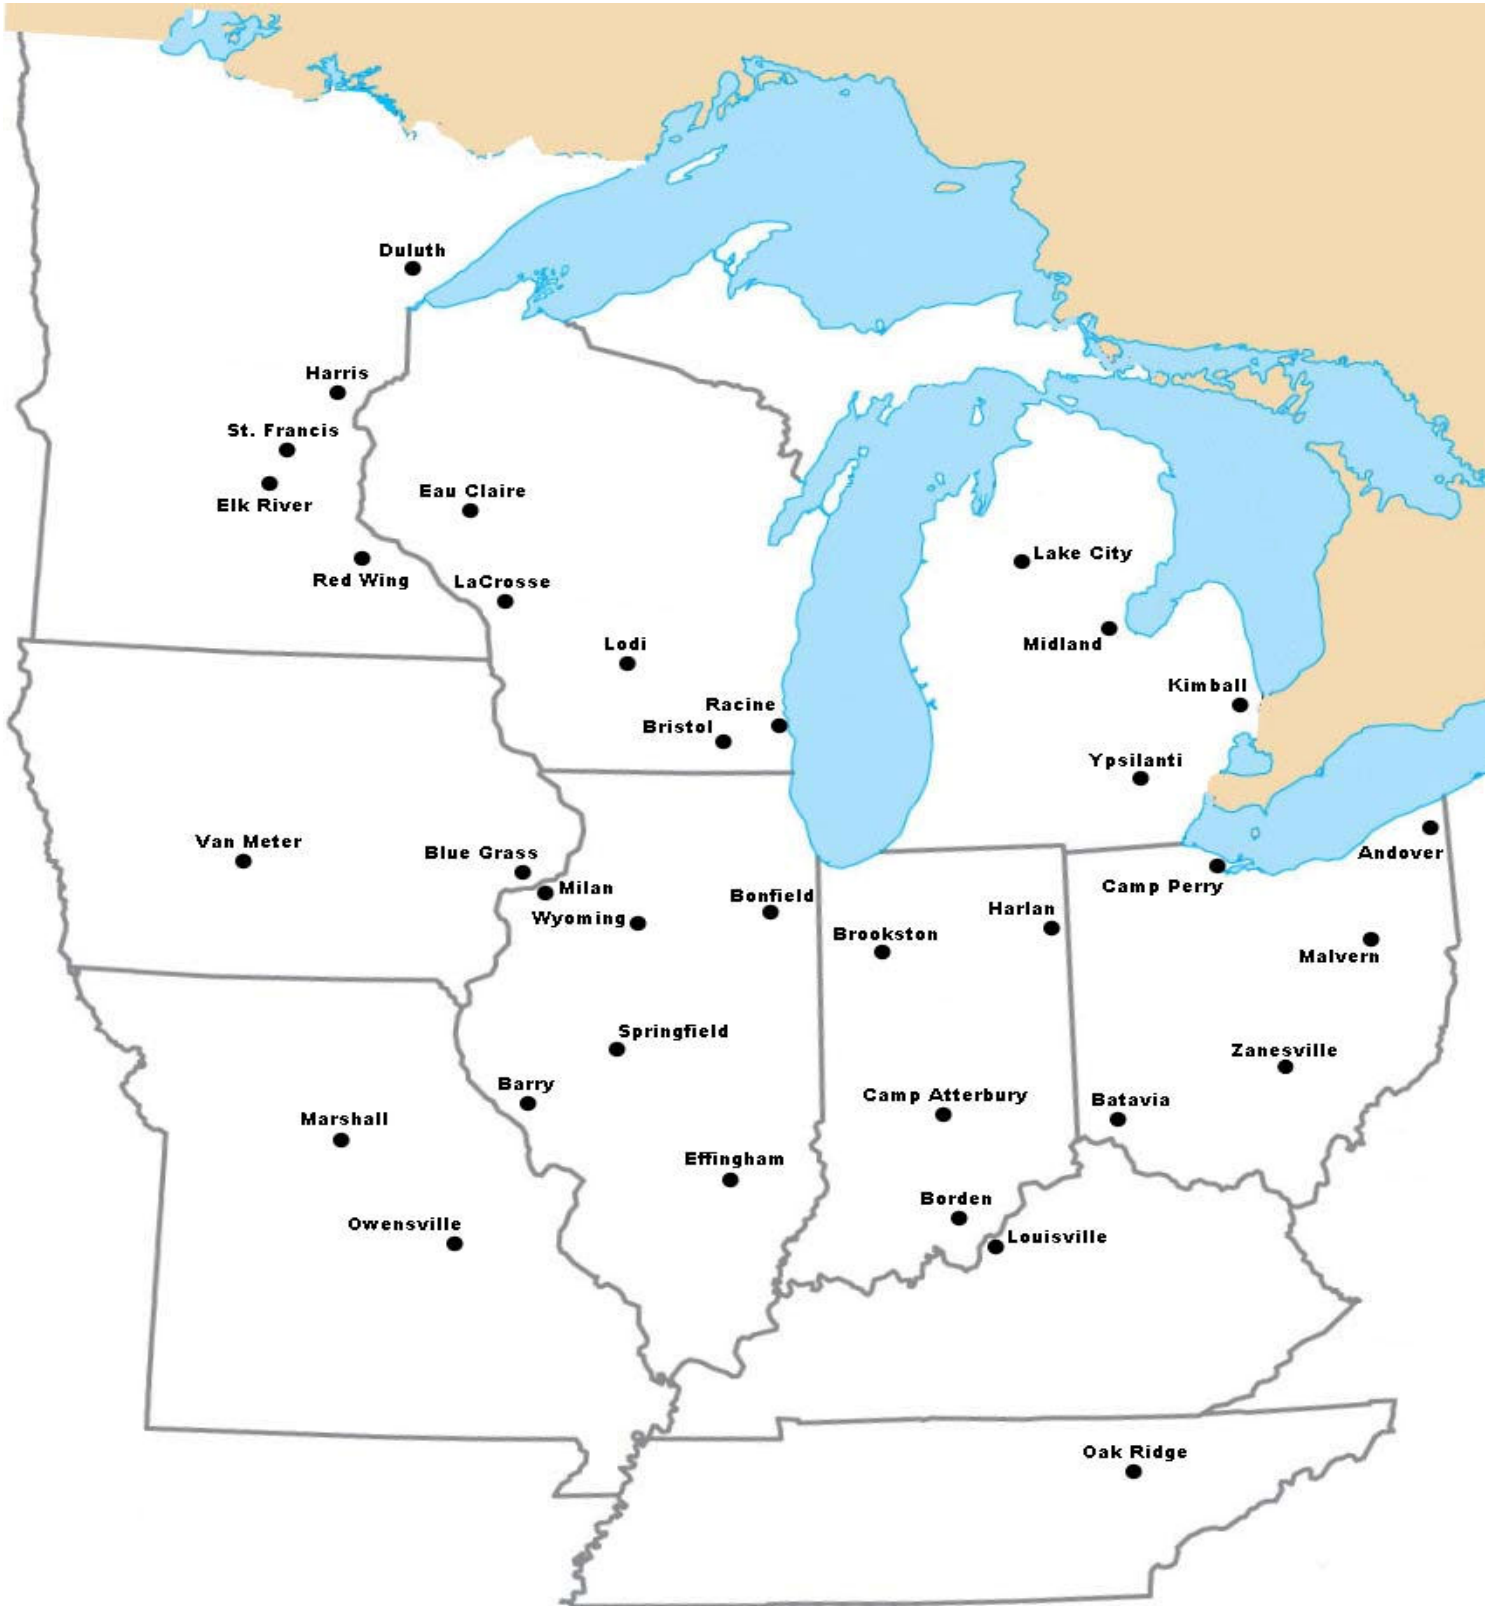 Duluth
Harris
St. Francis
Elk River
Eau Claire
Red Wing
LaCrosse
Lake City
Midland
Lodi
Kimball
Racine
Bristol
Ypsilanti
Van Meter
Blue Grass
Milan
Wyoming
Bonfield
Andover
Camp Perry
Harlan
Brookston
Malvern
Springfield
Zanesville
Barry
Camp Atterbury
Batavia
Marshall
Effingham
Borden
Owensville
Louisville
Oak Ridge